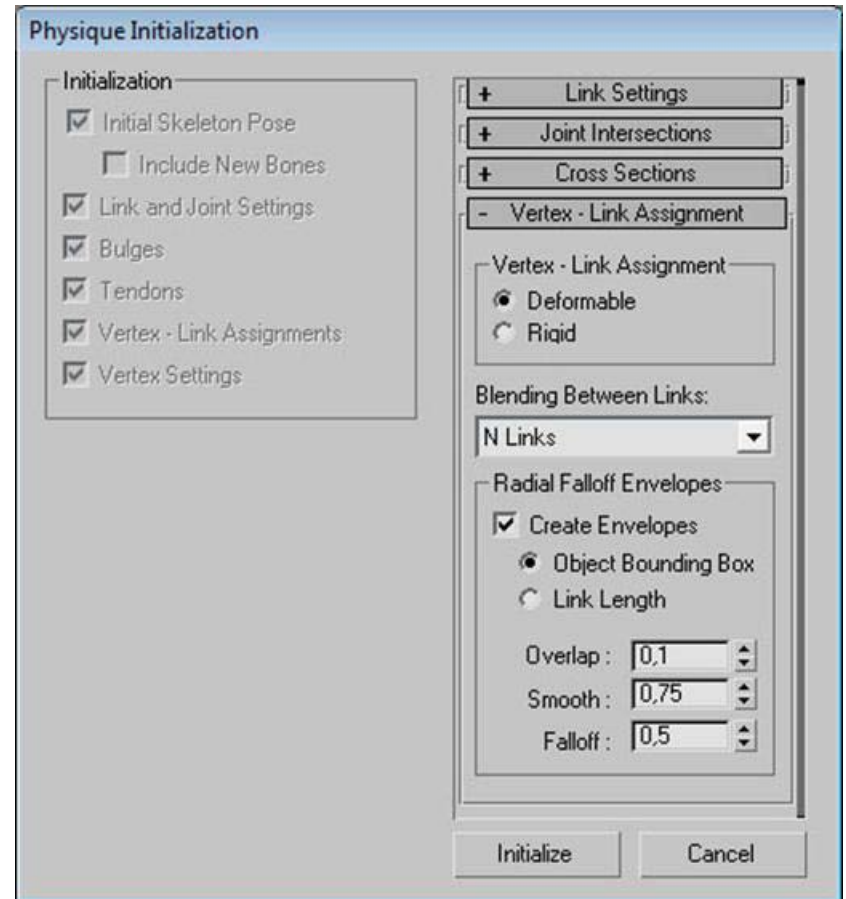 Physique Initialization
Initialization
Initial Skeleton Pose
Include New Bones
Link and Joint Settings
Bulges
Tendons
Vertex - Link Assignments
Vertex Settings
+ Link Settings
+ Joint Intersections
+ Cross Sections
- Vertex - Link Assignment
Vertex - Link Assignment
Deformable
Rigid
Blending Between Links:
N Links
Radial Falloff Envelopes
Create Envelopes
Object Bounding Box
Link Length
Overlap : 0,1
Smooth : 0,75
Falloff : 0,5
Initialize Cancel